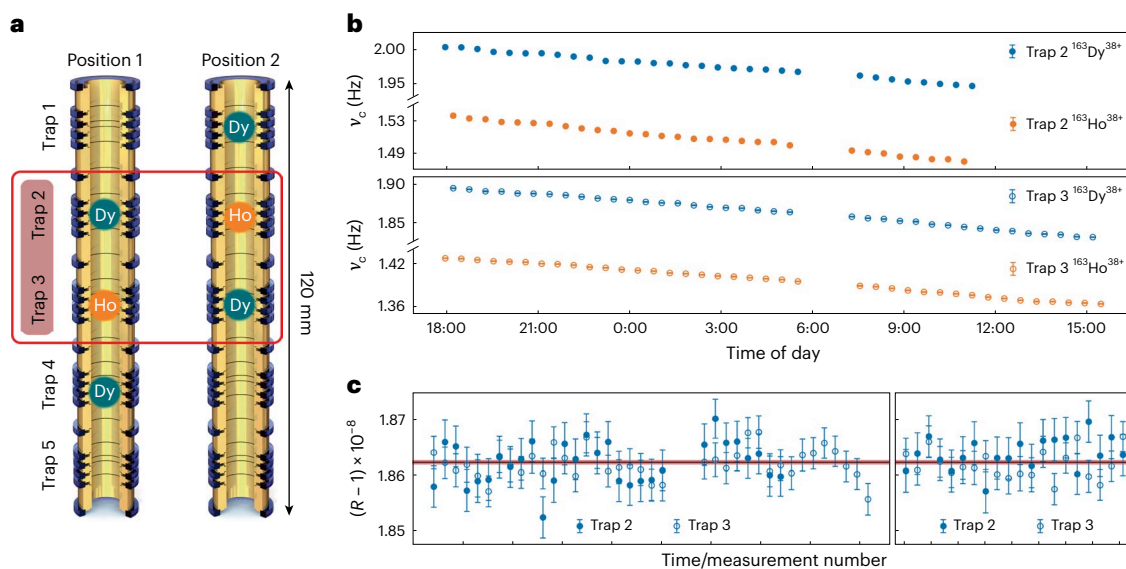 a
Position 1
Position 2
Trap 1
Trap 2
Trap 3
Trap 4
Trap 5
Dy
Ho
Dy
Dy
Ho
Dy
120 mm
b
νc (Hz)
2.00
1.95
1.53
1.49
Trap 2 ¹⁶³Dy³⁸⁺
Trap 2 ¹⁶³Ho³⁸⁺
νc (Hz)
1.90
1.85
1.42
1.36
Trap 3 ¹⁶³Dy³⁸⁺
Trap 3 ¹⁶³Ho³⁸⁺
18:00 21:00 0:00 3:00 6:00 9:00 12:00 15:00
Time of day
c
(R − 1) × 10⁻⁸
1.87
1.86
1.85
Trap 2 Trap 3
Trap 2 Trap 3
Time/measurement number